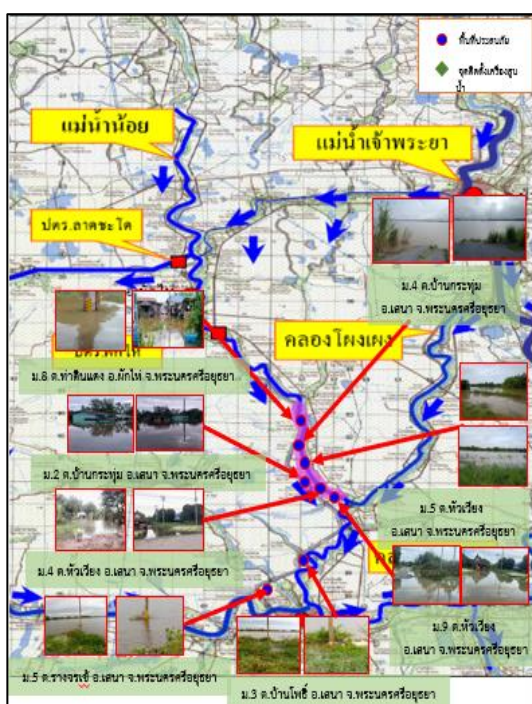 พื้นที่ประสบภัย
จุดติดตั้งเครื่องสูบ
น้ำ
แม่น้ำน้อย
แม่น้ำเจ้าพระยา
ปตร.ลาดชะโด
ม.4 ต.บ้านกระทุ่ม
อ.เสนา จ.พระนครศรีอยุธยา
คลองโผงเผง
ม.8 ต.ท่าดินแดง อ.ผักไห่ จ.พระนครศรีอยุธยา
ม.2 ต.บ้านกระทุ่ม อ.เสนา จ.พระนครศรีอยุธยา
ม.5 ต.หัวเวียง
อ.เสนา จ.พระนครศรีอยุธยา
ม.4 ต.หัวเวียง อ.เสนา จ.พระนครศรีอยุธยา
ม.9 ต.หัวเวียง
อ.เสนา จ.พระนครศรีอยุธยา
ม.5 ต.รางจรเข้ อ.เสนา จ.พระนครศรีอยุธยา
ม.3 ต.บ้านโพธิ์ อ.เสนา จ.พระนครศรีอยุธยา